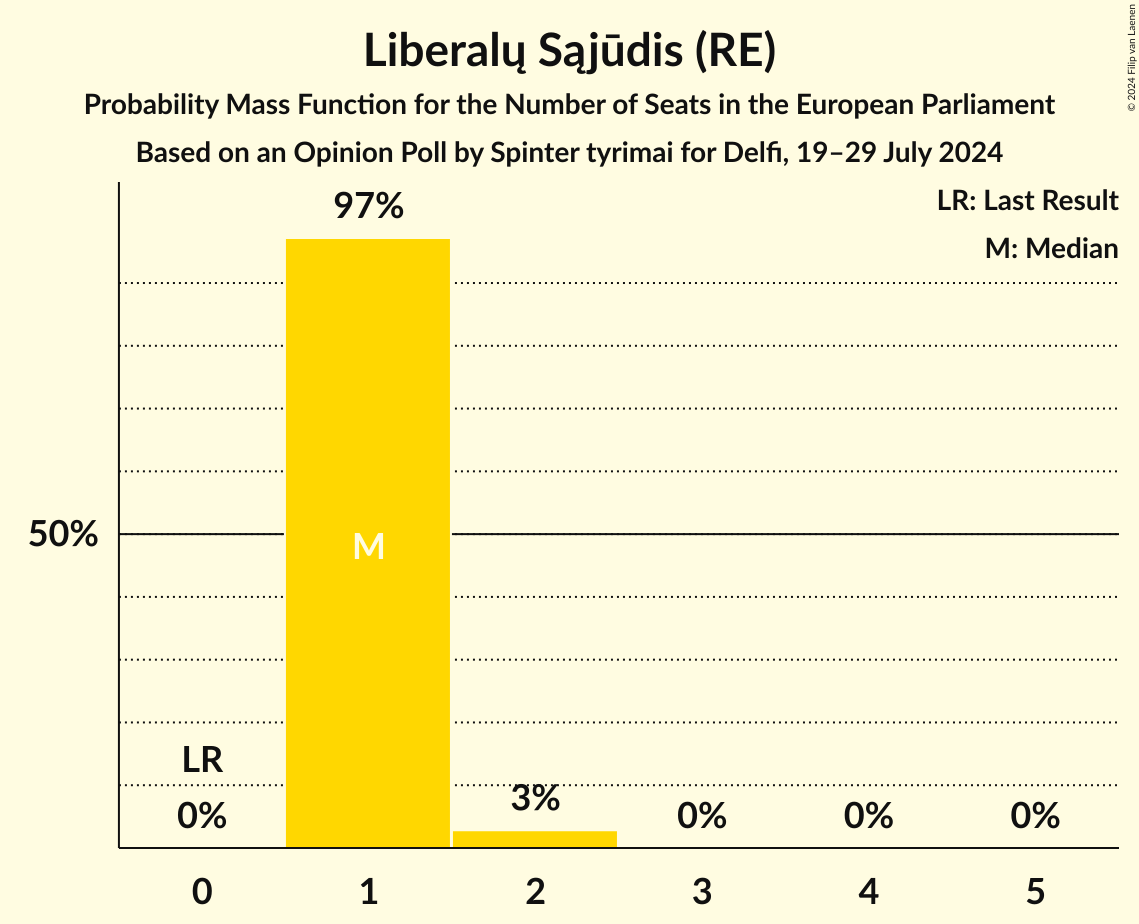 Liberalų Sąjūdis (RE)
Probability Mass Function for the Number of Seats in the European Parliament
Based on an Opinion Poll by Spinter tyrimai for Delfi, 19–29 July 2024
© 2024 Filip van Laenen
LR: Last Result
M: Median
97%
50%
M
LR
0%
3%
0%
0%
0%
0
1
2
3
4
5